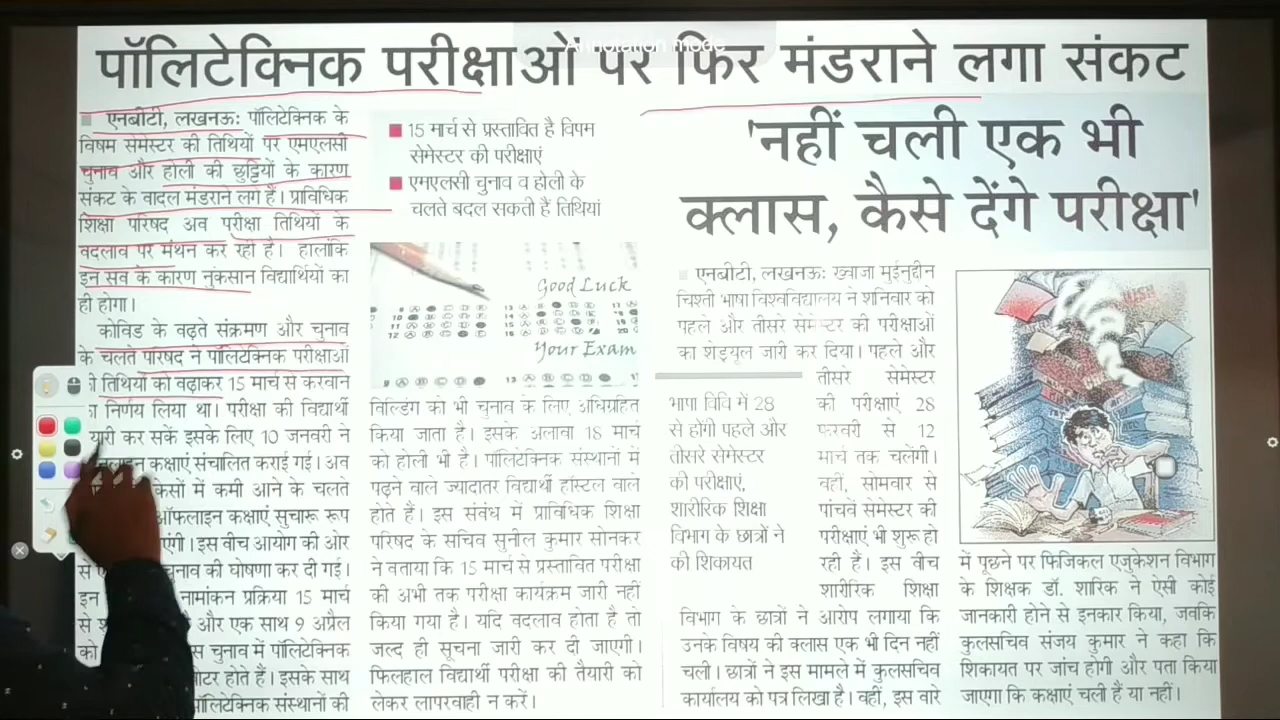 Annotation mode
पॉलिटेक्निक परीक्षाओं पर फिर मंडराने लगा संकट
एनबीटी, लखनऊ: पॉलिटेक्निक के
विषम सेमेस्टर की तिथियों पर एमएलसी
चुनाव और होली की छुट्टियों के कारण
संकट के बादल मंडराने लगे हैं। प्राविधिक
शिक्षा परिषद अब परीक्षा तिथियों के
बदलाव पर मंथन कर रही है। हालांकि
इन सब के कारण नुकसान विद्यार्थियों का
ही होगा।
कोविड के बढ़ते संक्रमण और चुनाव
के चलते परिषद ने पॉलिटेक्निक परीक्षाओं
तिथियों को बढ़ाकर 15 मार्च से करवाने
निर्णय लिया था। परीक्षा की विद्यार्थी
कर सकें इसके लिए 10 जनवरी ने
कक्षाएं संचालित कराई गई। अब
केसों में कमी आने के चलते
ऑफलाइन कक्षाएं सुचारू रूप
इस बीच आयोग की ओर
से चुनाव की घोषणा कर दी गई।
इन नामांकन प्रक्रिया 15 मार्च
से और एक साथ 9 अप्रैल
को चुनाव में पॉलिटेक्निक
होते हैं। इसके साथ
पॉलिटेक्निक संस्थानों की
15 मार्च से प्रस्तावित है विषम
सेमेस्टर की परीक्षाएं
एमएलसी चुनाव व होली के
चलते बदल सकती हैं तिथियां
Good Luck
Your Exam
बिल्डिंग को भी चुनाव के लिए अधिग्रहित
किया जाता है। इसके अलावा 18 मार्च
को होली भी है। पॉलिटेक्निक संस्थानों में
पढ़ने वाले ज्यादातर विद्यार्थी हॉस्टल वाले
होते हैं। इस संबंध में प्राविधिक शिक्षा
परिषद के सचिव सुनील कुमार सोनकर
ने बताया कि 15 मार्च से प्रस्तावित परीक्षा
की अभी तक परीक्षा कार्यक्रम जारी नहीं
किया गया है। यदि बदलाव होता है तो
जल्द ही सूचना जारी कर दी जाएगी।
फिलहाल विद्यार्थी परीक्षा की तैयारी को
लेकर लापरवाही न करें।
'नहीं चली एक भी
क्लास, कैसे देंगे परीक्षा'
एनबीटी, लखनऊ: ख्वाजा मुईनुद्दीन
चिश्ती भाषा विश्वविद्यालय ने शनिवार को
पहले और तीसरे सेमेस्टर की परीक्षाओं
का शेड्यूल जारी कर दिया। पहले और
तीसरे सेमेस्टर
की परीक्षाएं 28
फरवरी से 12
मार्च तक चलेंगी।
वहीं, सोमवार से
पांचवें सेमेस्टर की
परीक्षाएं भी शुरू हो
रही हैं। इस बीच
शारीरिक शिक्षा
भाषा विवि में 28
से होंगी पहले और
तीसरे सेमेस्टर
की परीक्षाएं,
शारीरिक शिक्षा
विभाग के छात्रों ने
की शिकायत
विभाग के छात्रों ने आरोप लगाया कि
उनके विषय की क्लास एक भी दिन नहीं
चली। छात्रों ने इस मामले में कुलसचिव
कार्यालय को पत्र लिखा है। वहीं, इस बारे
में पूछने पर फिजिकल एजुकेशन विभाग
के शिक्षक डॉ. शारिक ने ऐसी कोई
जानकारी होने से इनकार किया, जबकि
कुलसचिव संजय कुमार ने कहा कि
शिकायत पर जांच होगी और पता किया
जाएगा कि कक्षाएं चली हैं या नहीं।